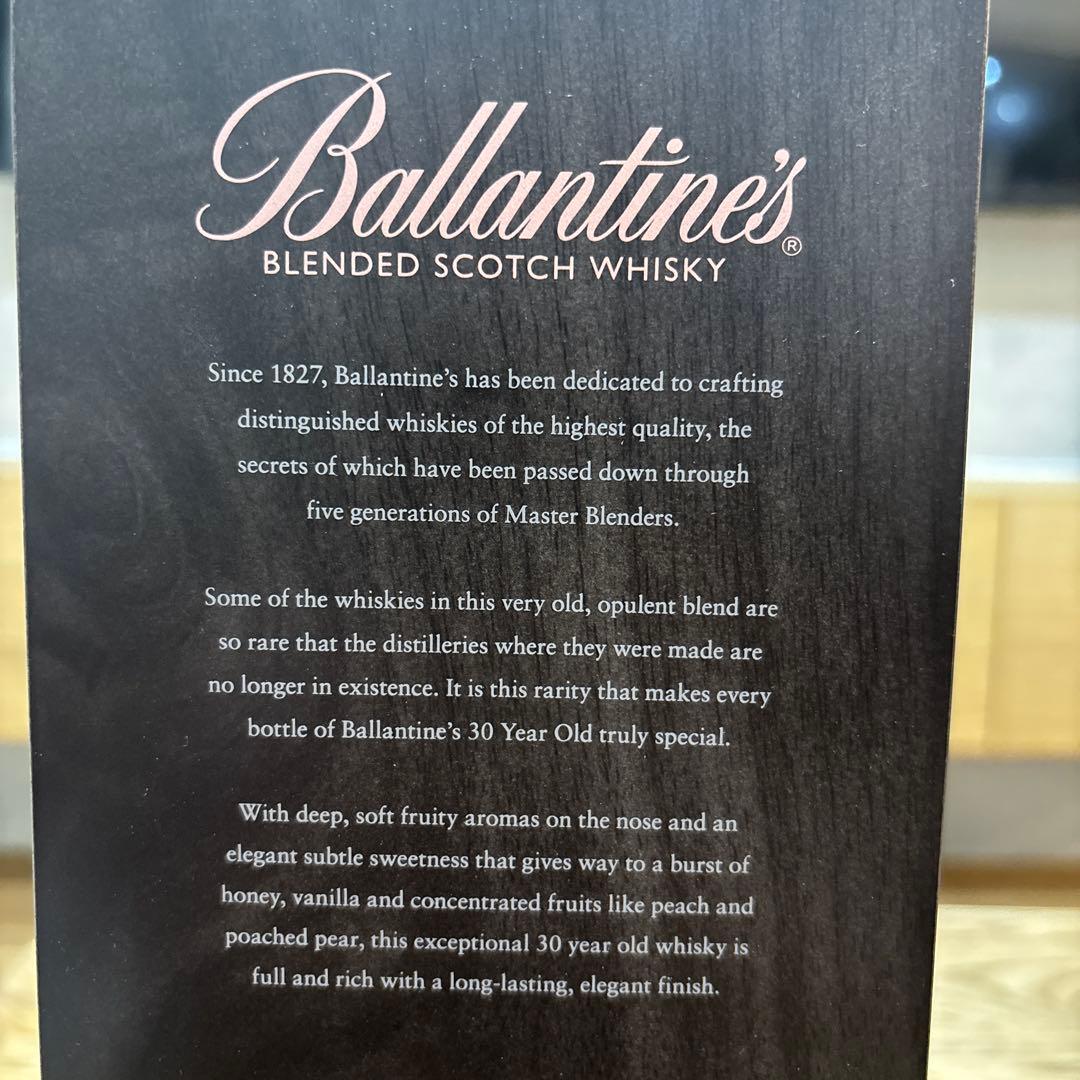 Ballantine's®
BLENDED SCOTCH WHISKY
Since 1827, Ballantine's has been dedicated to crafting
distinguished whiskies of the highest quality, the
secrets of which have been passed down through
five generations of Master Blenders.
Some of the whiskies in this very old, opulent blend are
so rare that the distilleries where they were made are
no longer in existence. It is this rarity that makes every
bottle of Ballantine's 30 Year Old truly special.
With deep, soft fruity aromas on the nose and an
elegant subtle sweetness that gives way to a burst of
honey, vanilla and concentrated fruits like peach and
poached pear, this exceptional 30 year old whisky is
full and rich with a long-lasting, elegant finish.